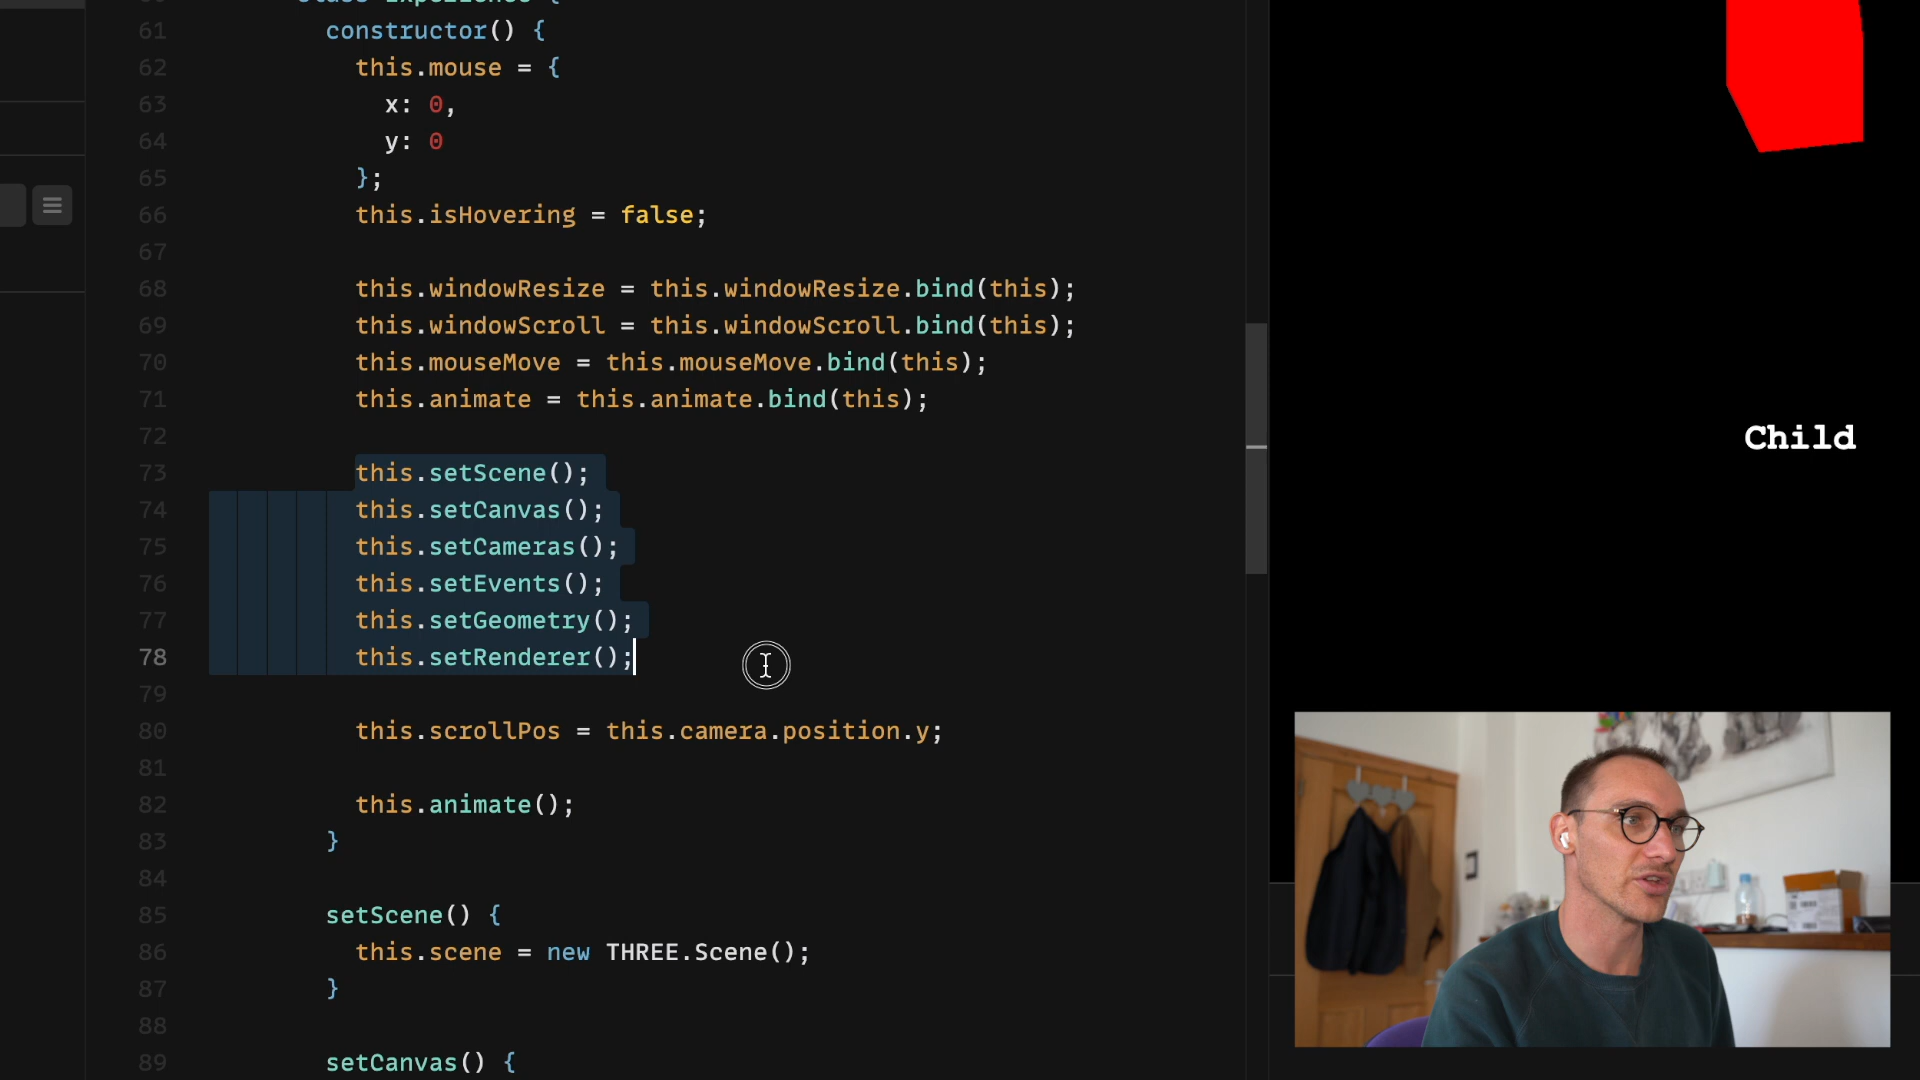 60 class Experience {
61 constructor() {
62 this.mouse = {
63 x: 0,
64 y: 0
65 };
66 this.isHovering = false;
67
68 this.windowResize = this.windowResize.bind(this);
69 this.windowScroll = this.windowScroll.bind(this);
70 this.mouseMove = this.mouseMove.bind(this);
71 this.animate = this.animate.bind(this);
72
73 this.setScene();
74 this.setCanvas();
75 this.setCameras();
76 this.setEvents();
77 this.setGeometry();
78 this.setRenderer();
79
80 this.scrollPos = this.camera.position.y;
81
82 this.animate();
83 }
84
85 setScene() {
86 this.scene = new THREE.Scene();
87 }
88
89 setCanvas() {
Child